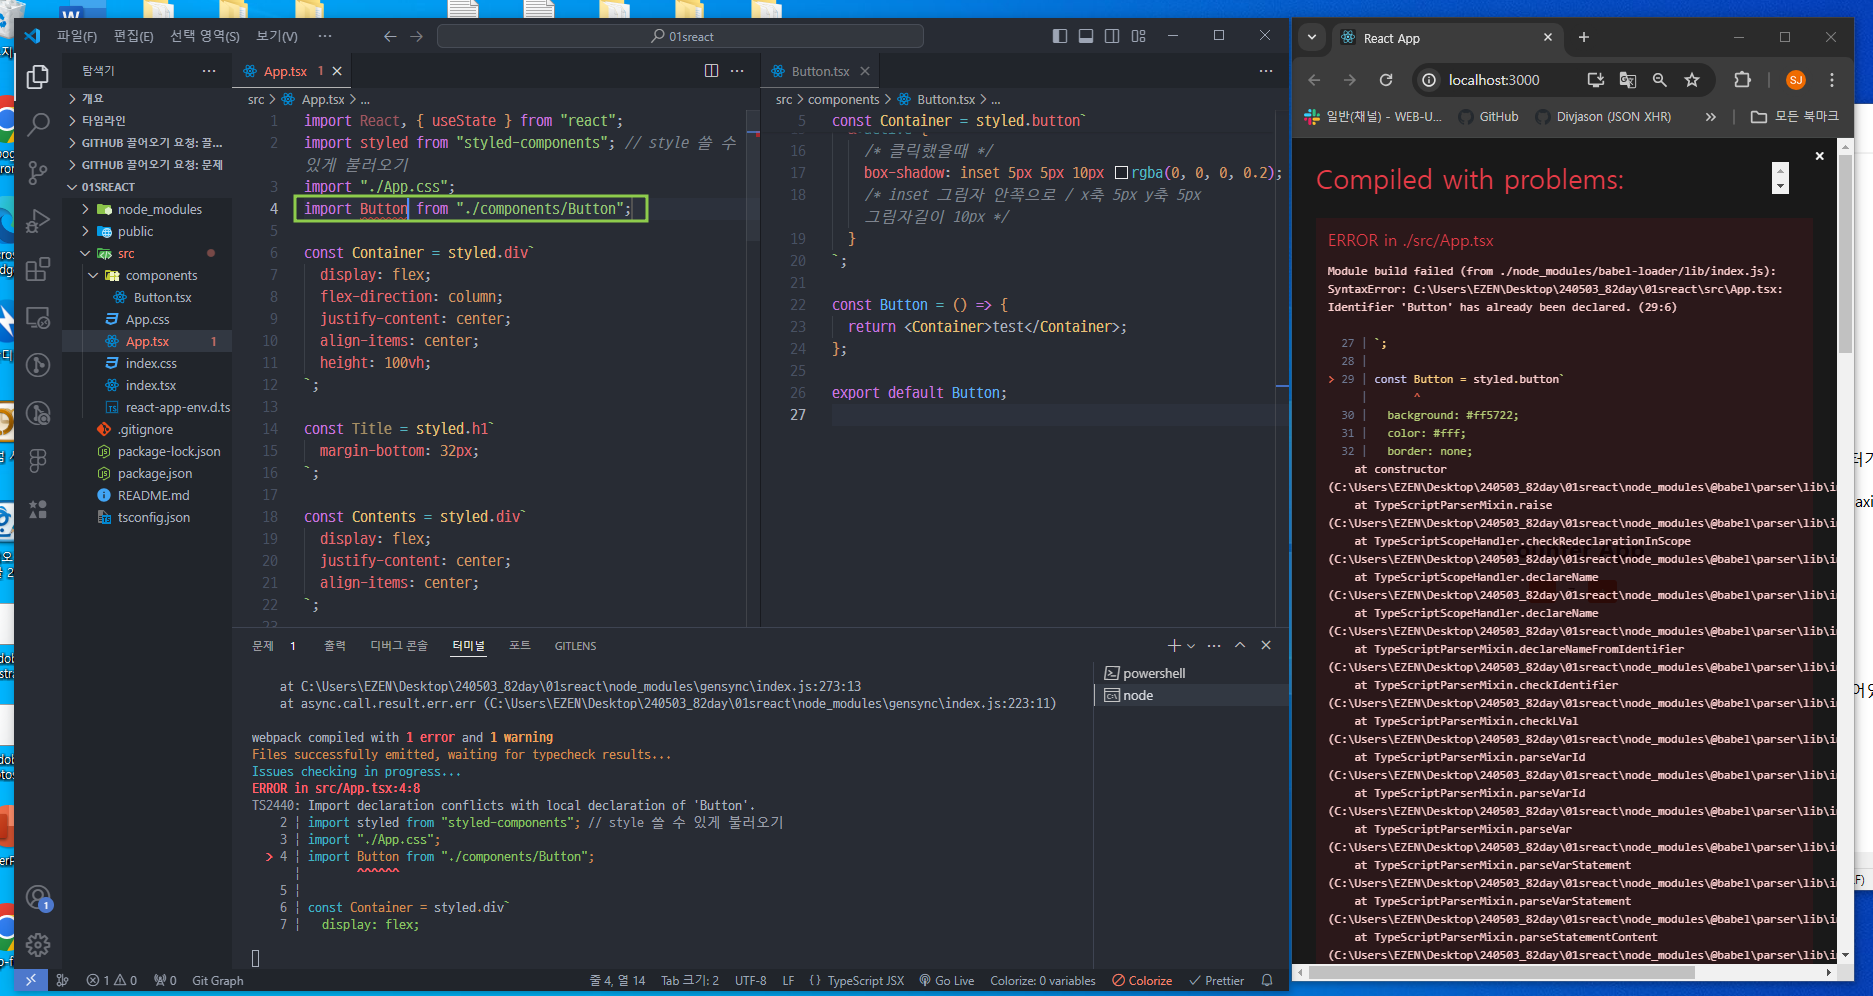 파일(F) 편집(E) 선택 영역(S) 보기(V) ··· 01sreact
탐색기
개요
타임라인
GITHUB 끌어오기 요청: 끌...
GITHUB 끌어오기 요청: 문제
01SREACT
node_modules
public
src
components
Button.tsx
App.css
App.tsx 1
index.css
index.tsx
react-app-env.d.ts
.gitignore
package-lock.json
package.json
README.md
tsconfig.json
App.tsx 1
src > App.tsx > ...
1 import React, { useState } from "react";
2 import styled from "styled-components"; // style 쓸 수
있게 불러오기
3 import "./App.css";
4 import Button from "./components/Button";
5
6 const Container = styled.div`
7 display: flex;
8 flex-direction: column;
9 justify-content: center;
10 align-items: center;
11 height: 100vh;
12 `;
13
14 const Title = styled.h1`
15 margin-bottom: 32px;
16 `;
17
18 const Contents = styled.div`
19 display: flex;
20 justify-content: center;
21 align-items: center;
22 `;
Button.tsx
src > components > Button.tsx > ...
5 const Container = styled.button`
16 /* 클릭했을때 */
17 box-shadow: inset 5px 5px 10px rgba(0, 0, 0, 0.2);
18 /* inset 그림자 안쪽으로 / x축 5px y축 5px
그림자길이 10px */
19 }
20 `;
21
22 const Button = () => {
23 return <Container>test</Container>;
24 };
25
26 export default Button;
27
문제 1 출력 디버그 콘솔 터미널 포트 GITLENS
powershell
node
at C:\Users\EZEN\Desktop\240503_82day\01sreact\node_modules\gensync\index.js:273:13
at async.call.result.err.err (C:\Users\EZEN\Desktop\240503_82day\01sreact\node_modules\gensync\index.js:223:11)
webpack compiled with 1 error and 1 warning
Files successfully emitted, waiting for typecheck results...
Issues checking in progress...
ERROR in src/App.tsx:4:8
TS2440: Import declaration conflicts with local declaration of 'Button'.
2 | import styled from "styled-components"; // style 쓸 수 있게 불러오기
3 | import "./App.css";
> 4 | import Button from "./components/Button";
| ^^^^^^
5 |
6 | const Container = styled.div`
7 | display: flex;
1
1 0 0 Git Graph 줄 4, 열 14 Tab 크기: 2 UTF-8 LF {} TypeScript JSX Go Live Colorize: 0 variables Colorize Prettier
React App
localhost:3000
SJ
일반(채널) - WEB-U... GitHub Divjason (JSON XHR) » 모든 북마크
Compiled with problems:
ERROR in ./src/App.tsx
Module build failed (from ./node_modules/babel-loader/lib/index.js):
SyntaxError: C:\Users\EZEN\Desktop\240503_82day\01sreact\src\App.tsx:
Identifier 'Button' has already been declared. (29:6)
27 | `;
28 |
> 29 | const Button = styled.button`
| ^
30 | background: #ff5722;
31 | color: #fff;
32 | border: none;
at constructor
(C:\Users\EZEN\Desktop\240503_82day\01sreact\node_modules\@babel\parser\lib\i
at TypeScriptParserMixin.raise
(C:\Users\EZEN\Desktop\240503_82day\01sreact\node_modules\@babel\parser\lib\i
at TypeScriptScopeHandler.checkRedeclarationInScope
(C:\Users\EZEN\Desktop\240503_82day\01sreact\node_modules\@babel\parser\lib\i
at TypeScriptScopeHandler.declareName
(C:\Users\EZEN\Desktop\240503_82day\01sreact\node_modules\@babel\parser\lib\i
at TypeScriptScopeHandler.declareName
(C:\Users\EZEN\Desktop\240503_82day\01sreact\node_modules\@babel\parser\lib\i
at TypeScriptParserMixin.declareNameFromIdentifier
(C:\Users\EZEN\Desktop\240503_82day\01sreact\node_modules\@babel\parser\lib\i
at TypeScriptParserMixin.checkIdentifier
(C:\Users\EZEN\Desktop\240503_82day\01sreact\node_modules\@babel\parser\lib\i
at TypeScriptParserMixin.checkLVal
(C:\Users\EZEN\Desktop\240503_82day\01sreact\node_modules\@babel\parser\lib\i
at TypeScriptParserMixin.parseVarId
(C:\Users\EZEN\Desktop\240503_82day\01sreact\node_modules\@babel\parser\lib\i
at TypeScriptParserMixin.parseVarId
(C:\Users\EZEN\Desktop\240503_82day\01sreact\node_modules\@babel\parser\lib\i
at TypeScriptParserMixin.parseVar
(C:\Users\EZEN\Desktop\240503_82day\01sreact\node_modules\@babel\parser\lib\i
at TypeScriptParserMixin.parseVarStatement
(C:\Users\EZEN\Desktop\240503_82day\01sreact\node_modules\@babel\parser\lib\i
at TypeScriptParserMixin.parseVarStatement
(C:\Users\EZEN\Desktop\240503_82day\01sreact\node_modules\@babel\parser\lib\i
at TypeScriptParserMixin.parseStatementContent
(C:\Users\EZEN\Desktop\240503_82day\01sreact\node_modules\@babel\parser\lib\i
Counter App